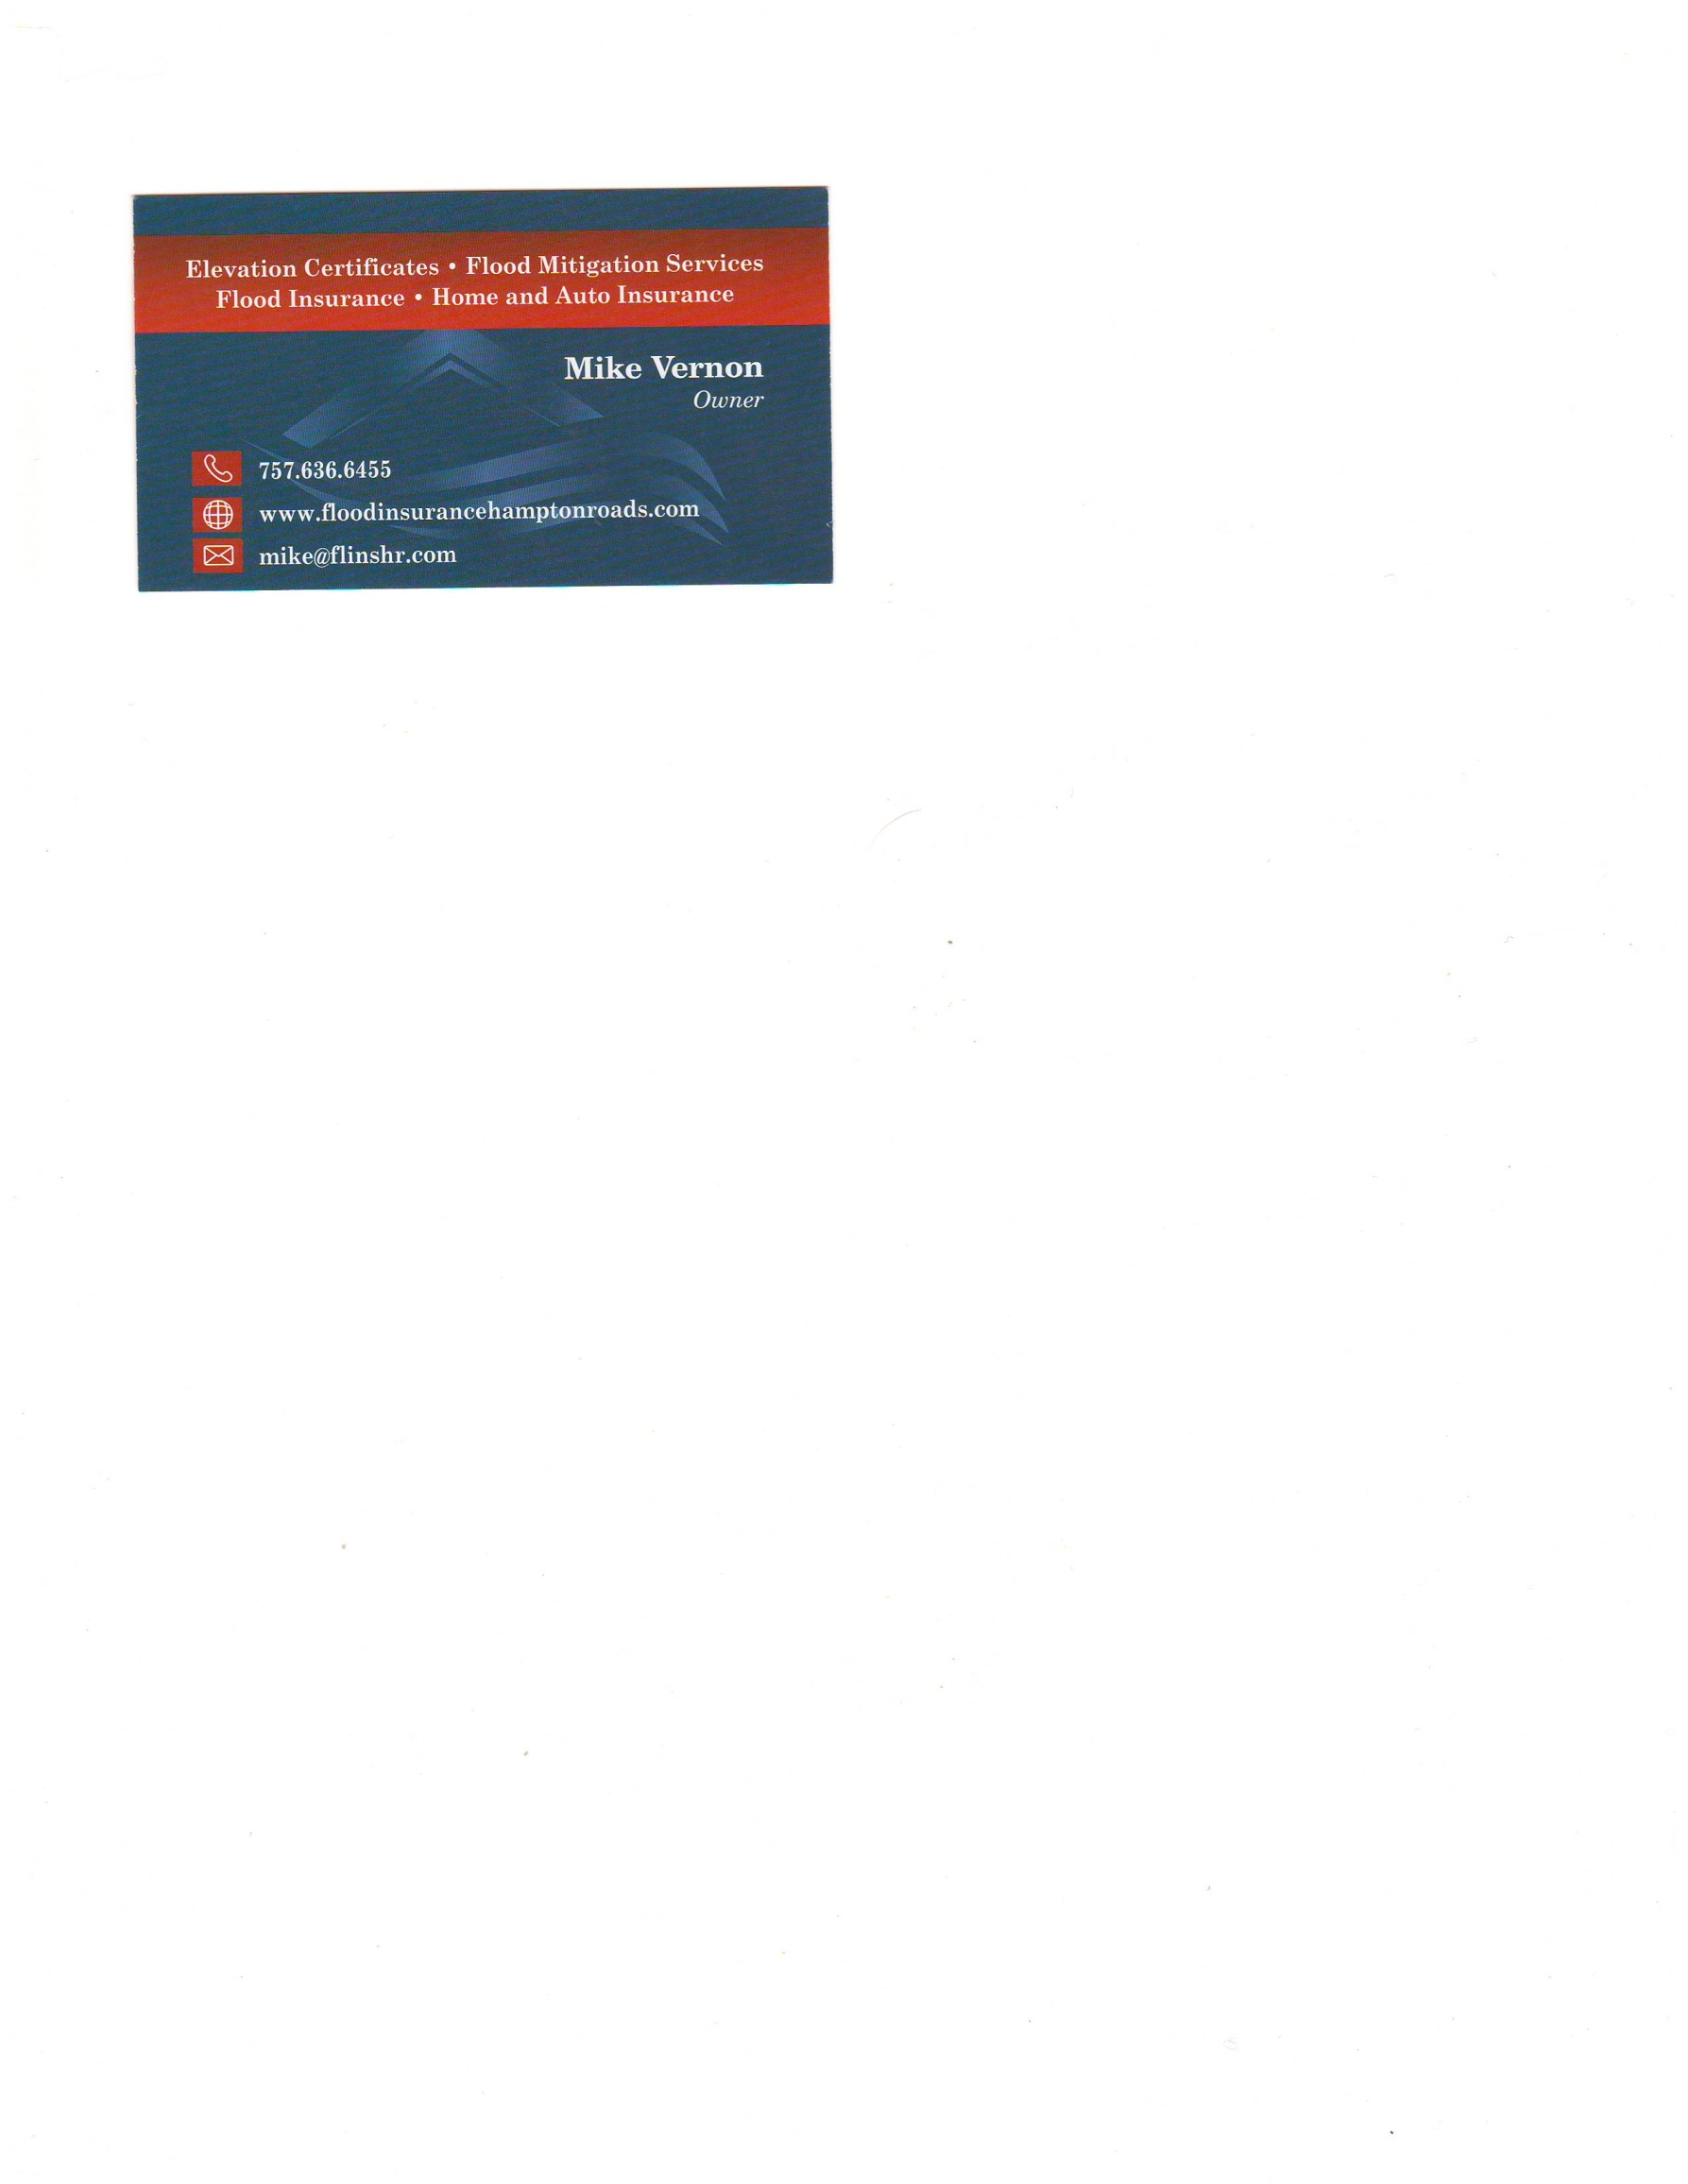 Elevation Certificates • Flood Mitigation Services
Flood Insurance • Home and Auto Insurance
Mike Vernon
Owner
757.636.6455
www.floodinsurancehamptonroads.com
mike@flinshr.com